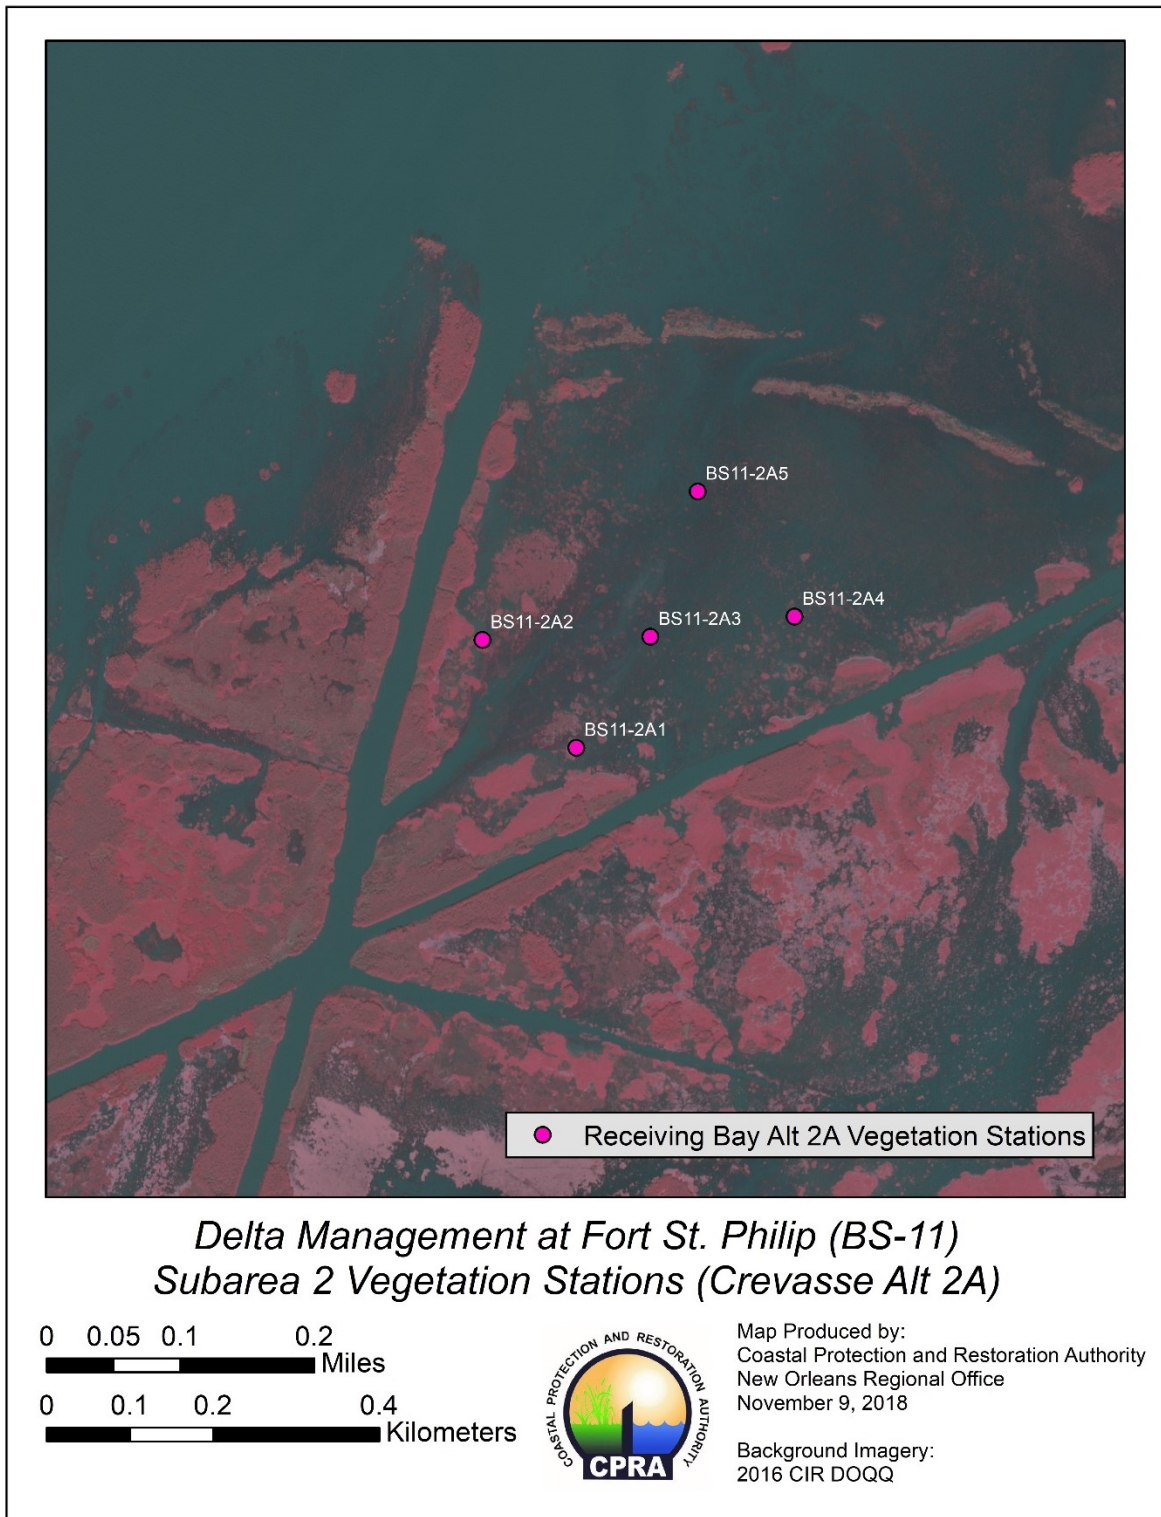 BS11-2A5
BS11-2A4
BS11-2A2
BS11-2A3
BS11-2A1
Receiving Bay Alt 2A Vegetation Stations
Delta Management at Fort St. Philip (BS-11)
Subarea 2 Vegetation Stations (Crevasse Alt 2A)
0 0.05 0.1 0.2
Miles
0 0.1 0.2 0.4
Kilometers
COASTAL PROTECTION AND RESTORATION AUTHORITY
CPRA
Map Produced by:
Coastal Protection and Restoration Authority
New Orleans Regional Office
November 9, 2018
Background Imagery:
2016 CIR DOQQ